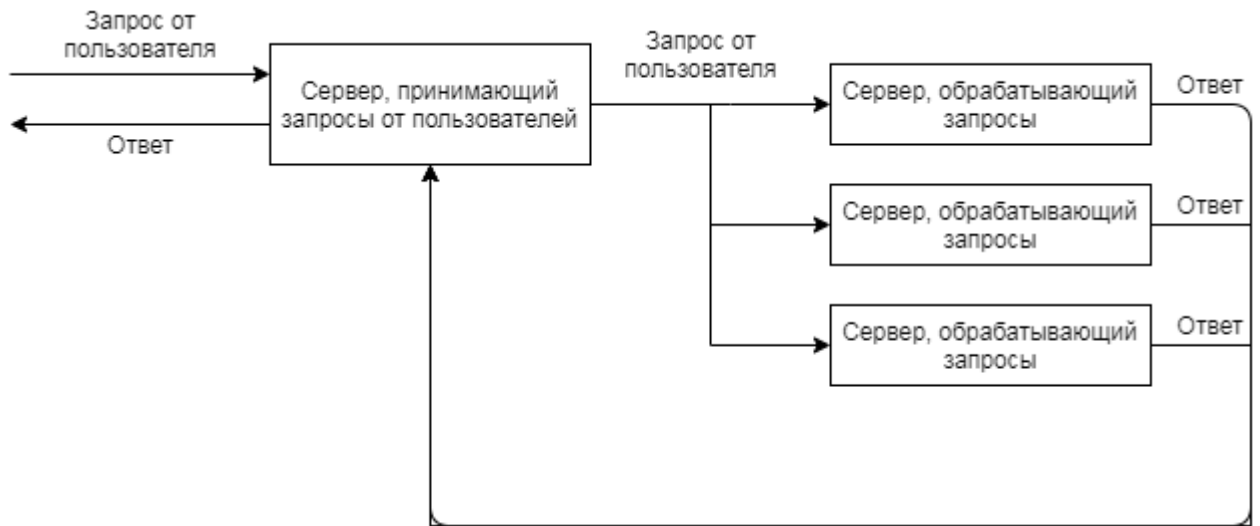 Запрос от
пользователя
Сервер, принимающий
запросы от пользователей
Ответ
Запрос от
пользователя
Сервер, обрабатывающий
запросы
Ответ
Сервер, обрабатывающий
запросы
Ответ
Сервер, обрабатывающий
запросы
Ответ